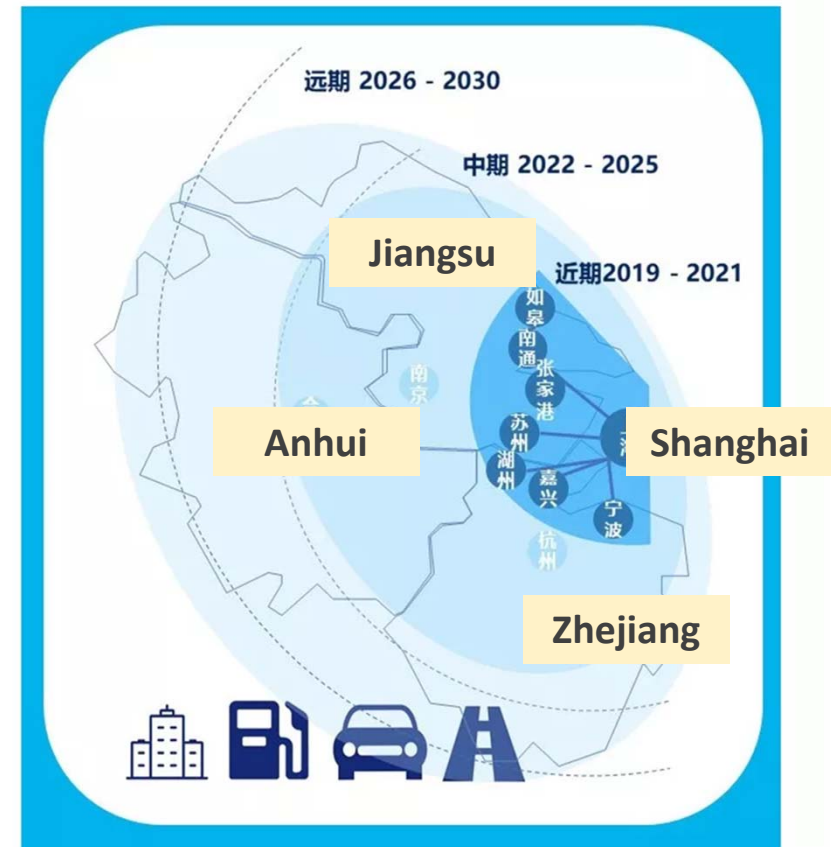 远期 2026 - 2030
中期 2022 - 2025
Jiangsu
近期2019 - 2021
如皋
南通
张家港
南京
苏州
Anhui
Shanghai
湖州
嘉兴
宁波
杭州
Zhejiang